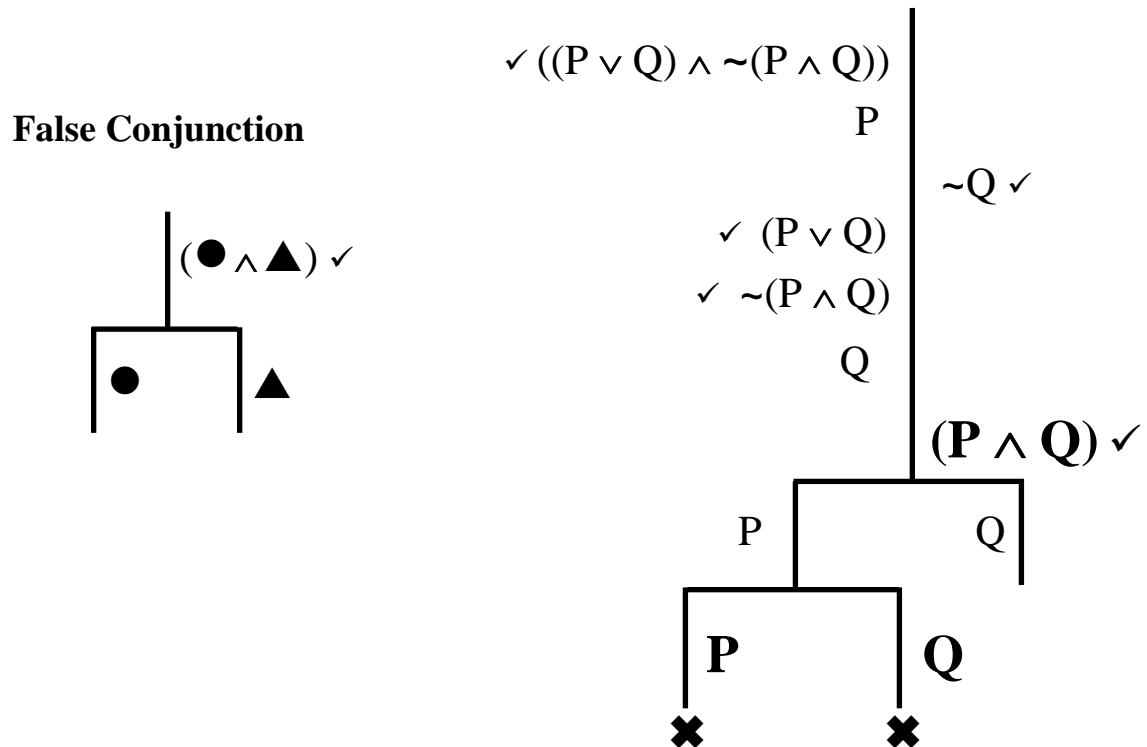 False Conjunction
(● ∧ ▲) ✓
● ▲
✓ ((P ∨ Q) ∧ ~(P ∧ Q))
P
~Q ✓
✓ (P ∨ Q)
✓ ~(P ∧ Q)
Q
(P ∧ Q) ✓
P Q
P Q
✖ ✖